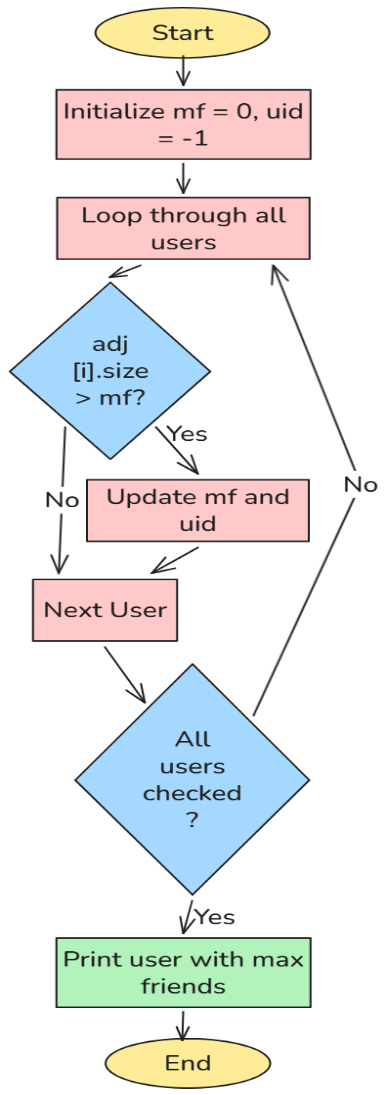 Start
Initialize mf = 0, uid
= -1
Loop through all
users
adj
[i].size
> mf?
Yes
No
Update mf and
uid
No
Next User
All
users
checked
?
Yes
Print user with max
friends
End